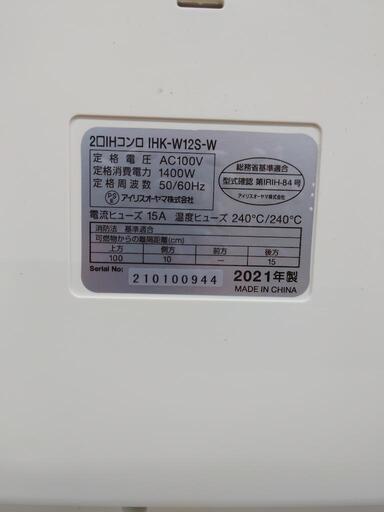 2口IHコンロ IHK-W12S-W
定格電圧 AC100V
定格消費電力 1400W
定格周波数 50/60Hz
PS アイリスオーヤマ株式会社
総務省基準適合
型式確認 第IRIH-84号
アイリスオーヤマ株式会社
電流ヒューズ 15A 温度ヒューズ 240°C/240°C
消防法 基準適合
可燃物からの離隔距離(cm)
上方 側方 前方 後方
100 10 — 15
Serial No: 210100944
2021年製
MADE IN CHINA